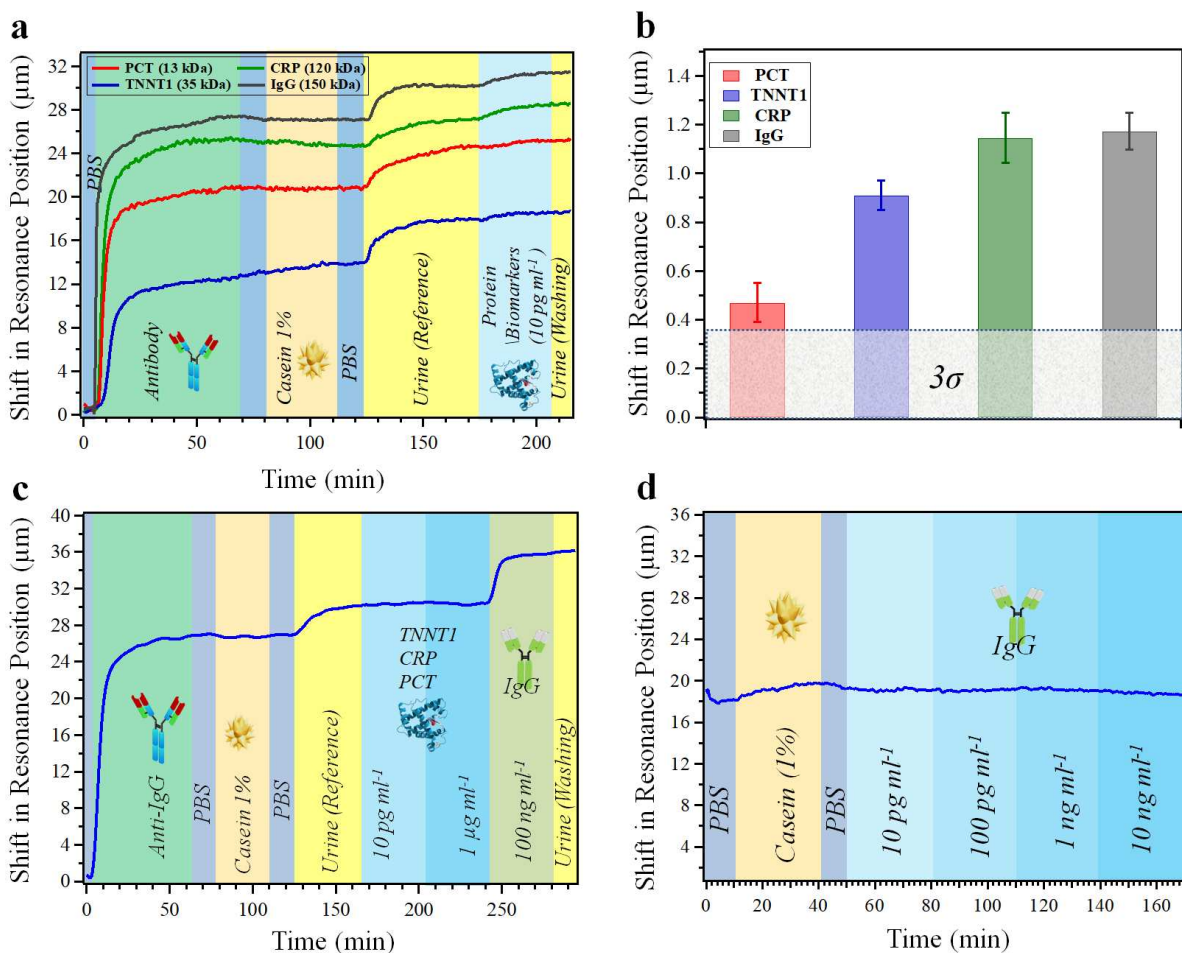 a
Shift in Resonance Position (μm)
32
28
24
20
16
12
8
4
0
PCT (13 kDa)
CRP (120 kDa)
TNNT1 (35 kDa)
IgG (150 kDa)
PBS
Antibody
Casein 1%
PBS
Urine (Reference)
Protein
\Biomarkers
(10 pg ml⁻¹)
Urine (Washing)
0
50
100
150
200
Time (min)
b
Shift in Resonance Position (μm)
1.4
1.2
1.0
0.8
0.6
0.4
0.2
0.0
PCT
TNNT1
CRP
IgG
3σ
c
Shift in Resonance Position (μm)
40
36
32
28
24
20
16
12
8
4
0
Anti-IgG
PBS
Casein 1%
PBS
Urine (Reference)
TNNT1
CRP
PCT
10 pg ml⁻¹
1 μg ml⁻¹
IgG
100 ng ml⁻¹
Urine (Washing)
0
50
100
150
200
250
Time (min)
d
Shift in Resonance Position (μm)
36
32
28
24
20
16
12
8
4
PBS
Casein (1%)
PBS
IgG
10 pg ml⁻¹
100 pg ml⁻¹
1 ng ml⁻¹
10 ng ml⁻¹
0
20
40
60
80
100
120
140
160
Time (min)